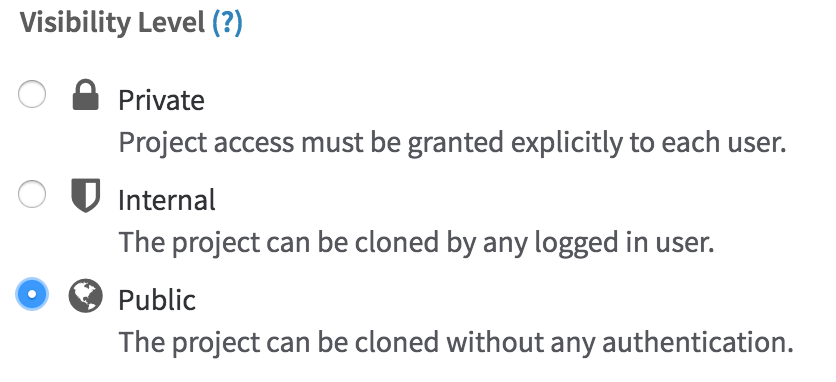 Visibility Level (?)
Private
Project access must be granted explicitly to each user.
Internal
The project can be cloned by any logged in user.
Public
The project can be cloned without any authentication.